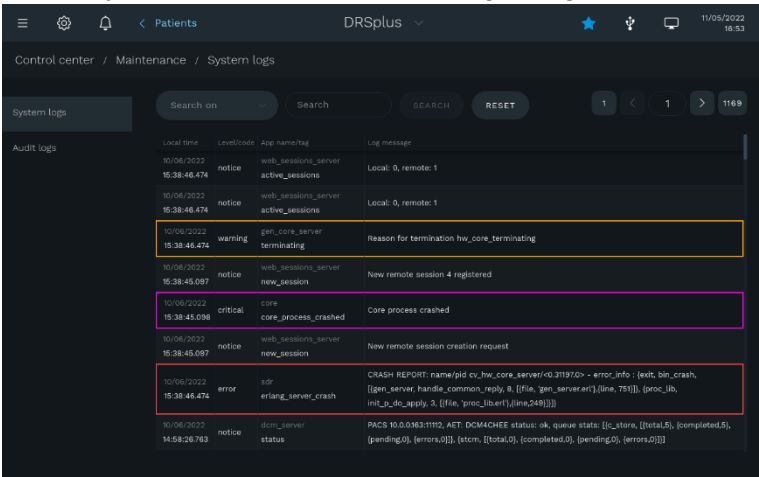 Patients
DRSplus
11/05/2022
16:53
Control center / Maintenance / System logs
System logs
Audit logs
Search on
Search
SEARCH
RESET
1
1
1169
Local time Level/code App name/tag Log message
10/06/2022 web_sessions_server
15:38:46.474 notice active_sessions Local: 0, remote: 1
10/06/2022 web_sessions_server
15:38:46.474 notice active_sessions Local: 0, remote: 1
10/06/2022 gen_core_server
15:38:46.474 warning terminating Reason for termination hw_core_terminating
10/06/2022 web_sessions_server
15:38:45.097 notice new_session New remote session 4 registered
10/06/2022 core
15:38:45.098 critical core_process_crashed Core process crashed
10/06/2022 web_sessions_server
15:38:45.097 notice new_session New remote session creation request
CRASH REPORT: name/pid cv_hw_core_server/<0.31197.0> - error_info : {exit, bin_crash,
10/06/2022 sdr
[{gen_server, handle_common_reply, 8, [{file, 'gen_server.erl'},{line, 751}]}, {proc_lib,
15:38:46.474 error erlang_server_crash
init_p_do_apply, 3, [{file, 'proc_lib.erl'},{line,249}]}]}
10/06/2022 dcm_server PACS 10.0.0.163:11112, AET: DCM4CHEE status: ok, queue stats: [{c_store, [{total,5}, {completed,5},
14:58:26.763 notice status {pending,0}, {errors,0}]}, {stcm, [{total,0}, {completed,0}, {pending,0}, {errors,0}]}]